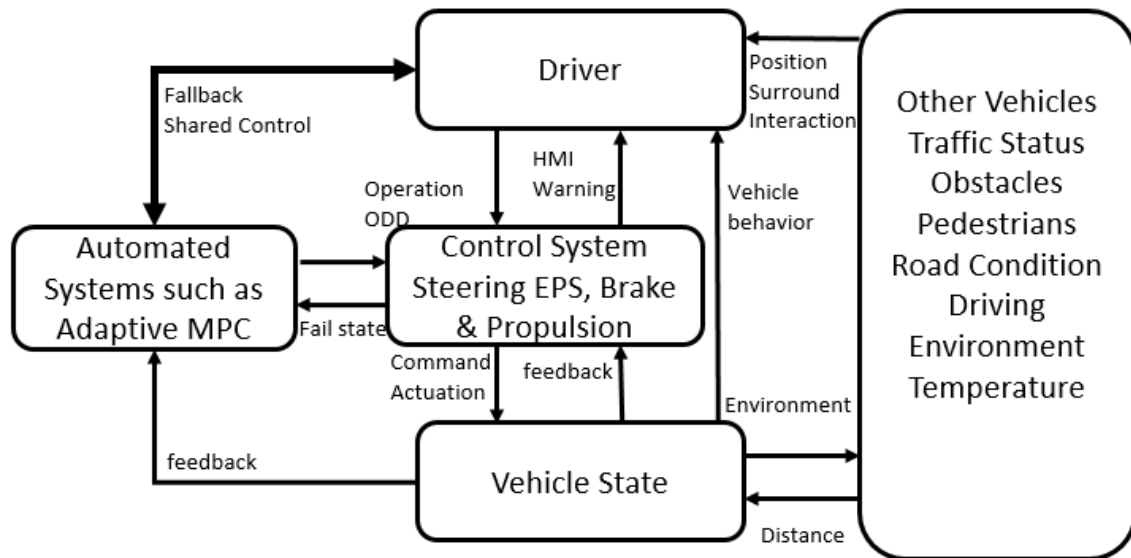 Driver
Fallback
Shared Control
Position
Surround
Interaction
Other Vehicles
Traffic Status
Obstacles
Pedestrians
Road Condition
Driving
Environment
Temperature
Operation
ODD
HMI
Warning
Vehicle
behavior
Automated
Systems such as
Adaptive MPC
Fail state
Control System
Steering EPS, Brake
& Propulsion
Command
Actuation
feedback
Environment
feedback
Vehicle State
Distance